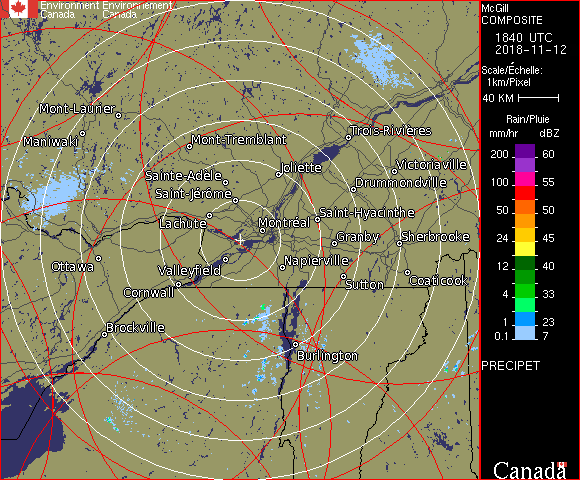 Environment Environnement
Canada Canada
McGill
COMPOSITE
1840 UTC
2018-11-12
Scale/Échelle:
1km/Pixel
40 KM
Rain/Pluie
mm/hr dBZ
200 60
150 55
100 55
50 50
24 45
12 40
4 33
1 23
0.1 7
PRECIPET
Mont-Laurier
Maniwaki
Mont-Tremblant
Trois-Rivières
Joliette
Victoriaville
Sainte-Adèle
Drummondville
Saint-Jérôme
Lachute
Saint-Hyacinthe
Montréal
Granby
Sherbrooke
Ottawa
Valleyfield
Napierville
Cornwall
Sutton
Coaticook
Brockville
Burlington
Canada